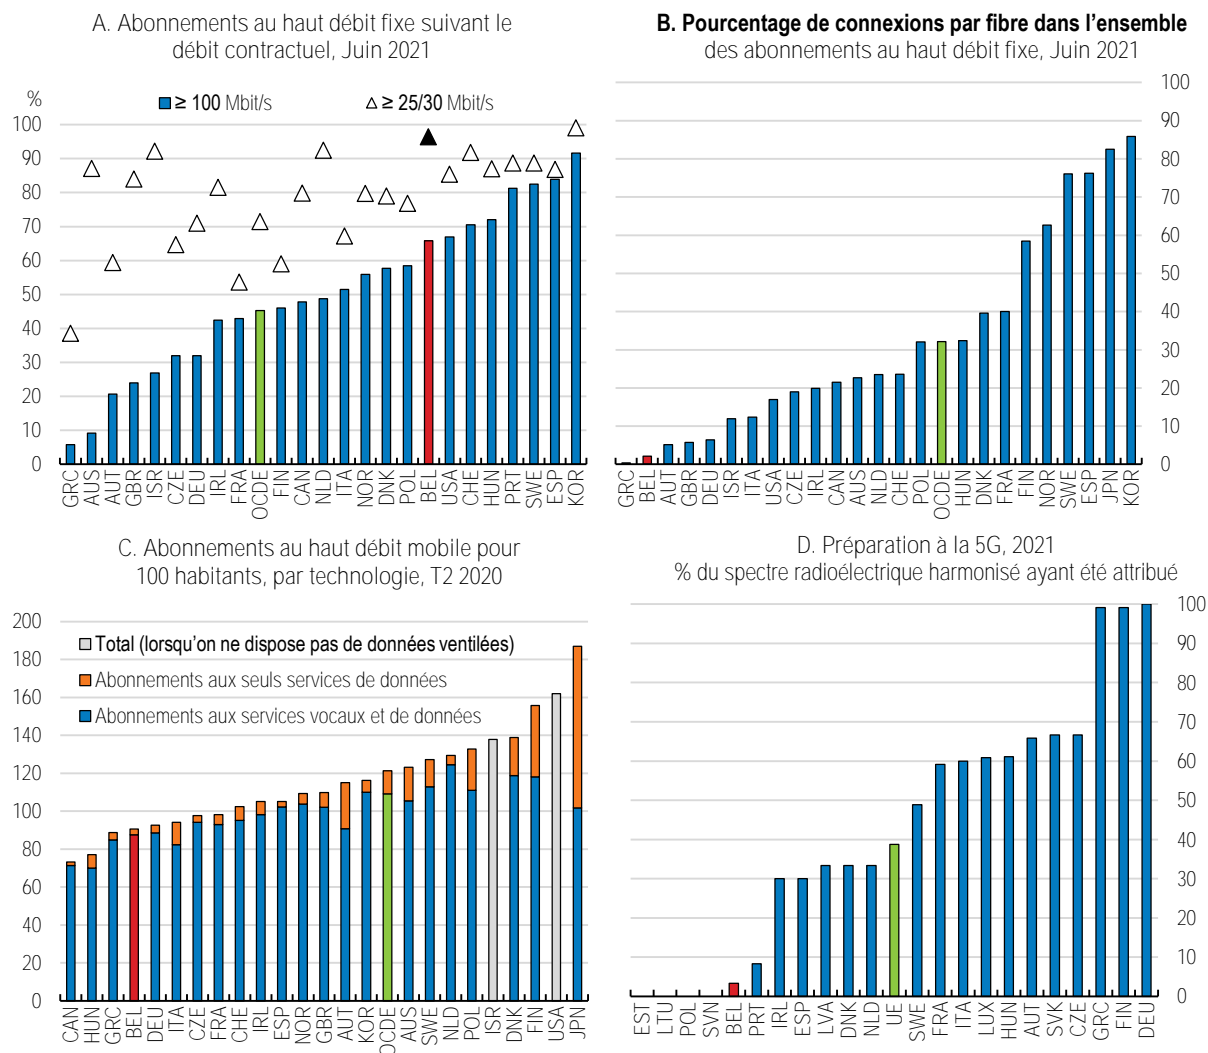 A. Abonnements au haut débit fixe suivant le
débit contractuel, Juin 2021
%
≥ 100 Mbit/s
≥ 25/30 Mbit/s
100
90
80
70
60
50
40
30
20
10
0
GRC
AUS
AUT
GBR
ISR
CZE
DEU
IRL
FRA
OCDE
FIN
CAN
NLD
ITA
NOR
DNK
POL
BEL
USA
CHE
HUN
PRT
SWE
ESP
KOR
B. Pourcentage de connexions par fibre dans l'ensemble
des abonnements au haut débit fixe, Juin 2021
100
90
80
70
60
50
40
30
20
10
0
GRC
BEL
AUT
GBR
DEU
ISR
ITA
USA
CZE
IRL
CAN
AUS
NLD
CHE
POL
OCDE
HUN
DNK
FRA
FIN
NOR
SWE
ESP
JPN
KOR
C. Abonnements au haut débit mobile pour
100 habitants, par technologie, T2 2020
200
180
160
140
120
100
80
60
40
20
0
Total (lorsqu'on ne dispose pas de données ventilées)
Abonnements aux seuls services de données
Abonnements aux services vocaux et de données
CAN
HUN
GRC
BEL
DEU
ITA
CZE
FRA
CHE
IRL
ESP
NOR
GBR
AUT
KOR
OCDE
AUS
SWE
NLD
POL
ISR
DNK
FIN
USA
JPN
D. Préparation à la 5G, 2021
% du spectre radioélectrique harmonisé ayant été attribué
100
90
80
70
60
50
40
30
20
10
0
EST
LTU
POL
SVN
BEL
PRT
IRL
ESP
LVA
DNK
NLD
UE
SWE
FRA
ITA
LUX
HUN
AUT
SVK
CZE
GRC
FIN
DEU